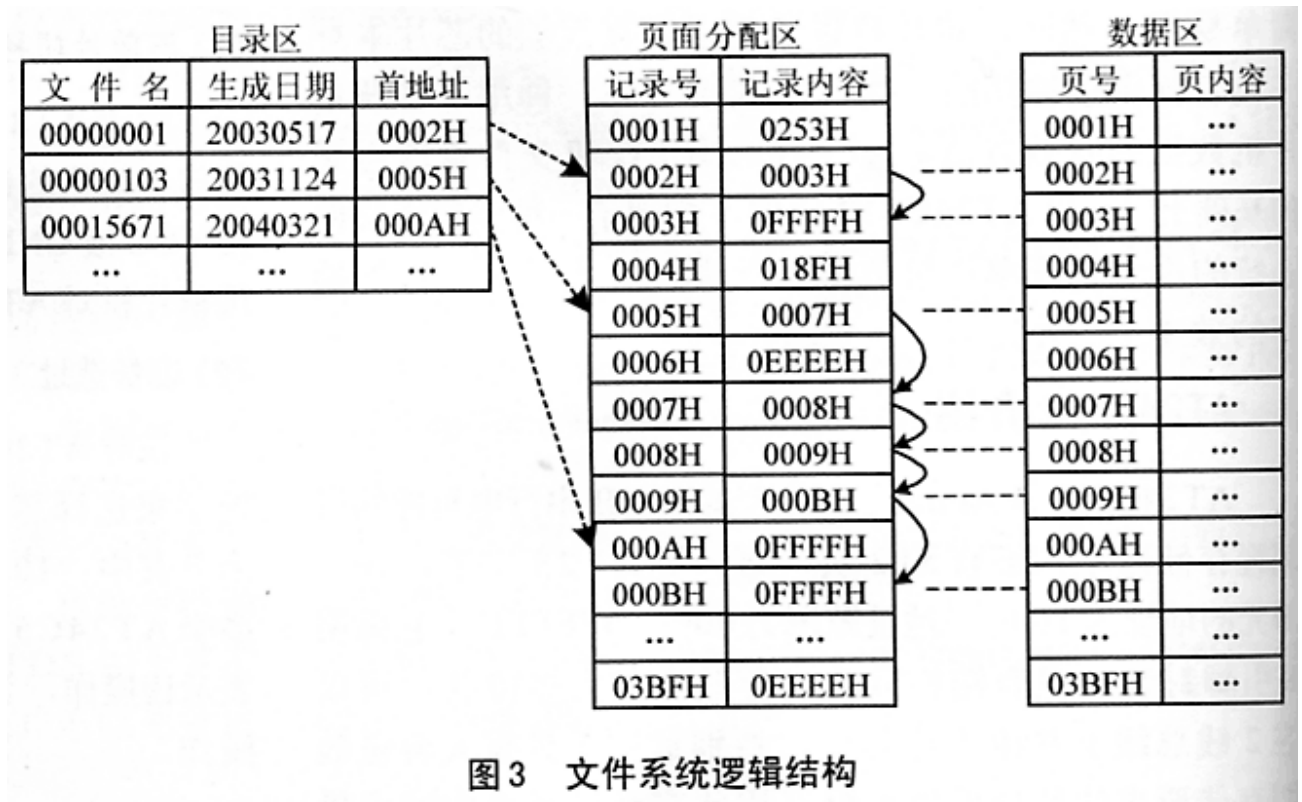 目录区
文件名 生成日期 首地址
00000001 20030517 0002H
00000103 20031124 0005H
00015671 20040321 000AH
... ... ...
页面分配区
记录号 记录内容
0001H 0253H
0002H 0003H
0003H 0FFFFH
0004H 018FH
0005H 0007H
0006H 0EEEEH
0007H 0008H
0008H 0009H
0009H 000BH
000AH 0FFFFH
000BH 0FFFFH
... ...
03BFH 0EEEEH
数据区
页号 页内容
0001H ...
0002H ...
0003H ...
0004H ...
0005H ...
0006H ...
0007H ...
0008H ...
0009H ...
000AH ...
000BH ...
... ...
03BFH ...
图3 文件系统逻辑结构